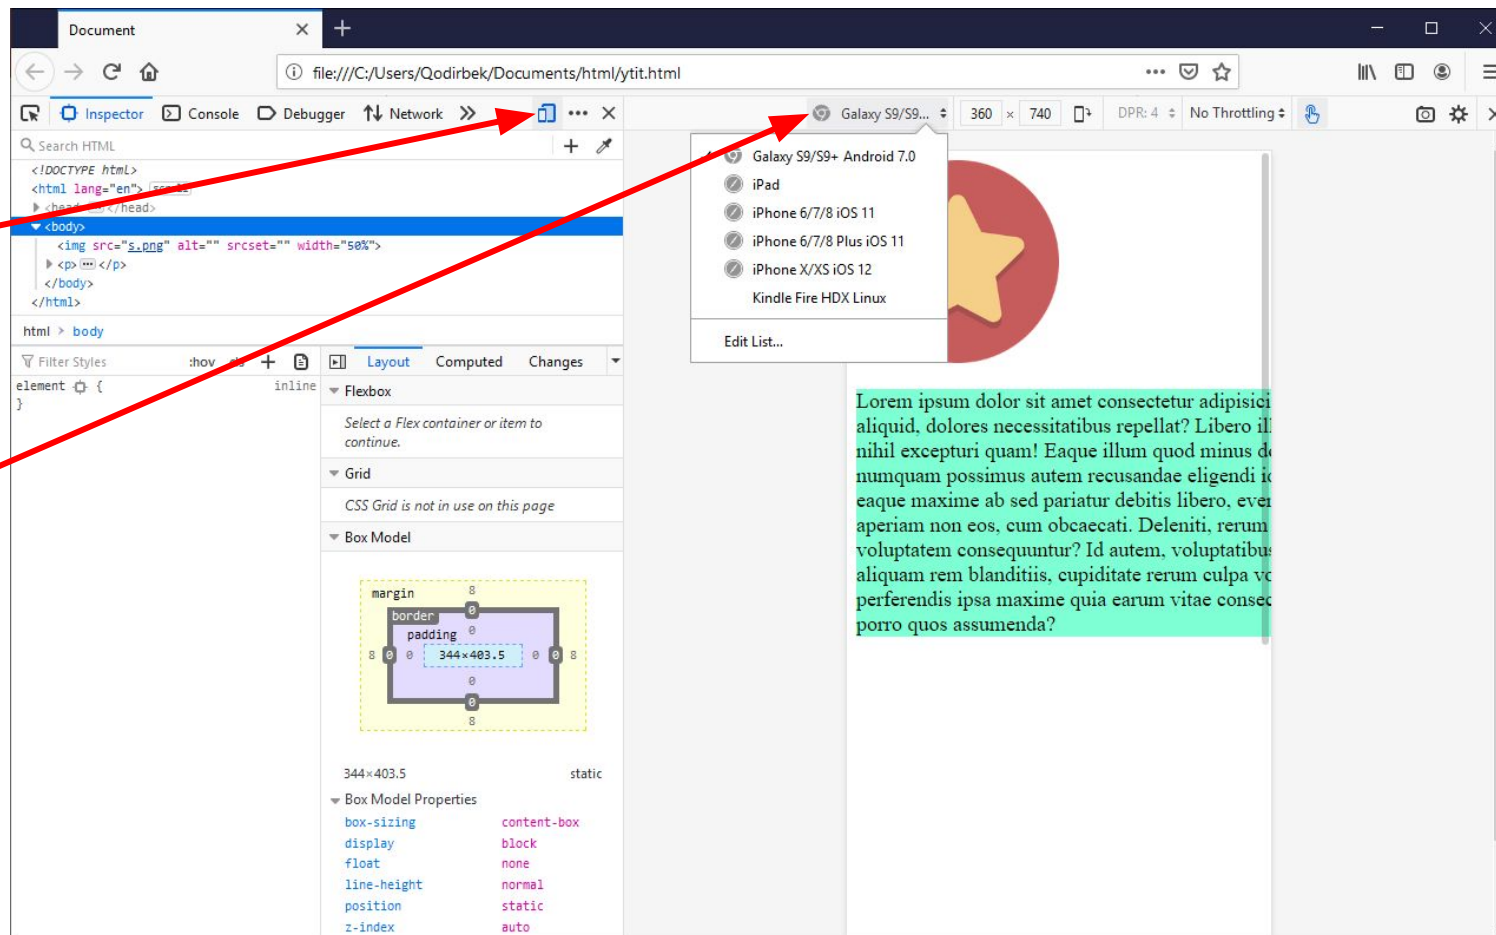 Document
file:///C:/Users/Qodirbek/Documents/html/ytit.html
Inspector Console Debugger Network
Galaxy S9/S9... 360 × 740 DPR: 4 No Throttling
Search HTML
<!DOCTYPE html>
<html lang="en">
<head> </head>
<body>
<img src="s.png" alt="" srcset="" width="50%">
<p> </p>
</body>
</html>
html > body
Filter Styles :hov
element {
inline
}
Layout Computed Changes
Flexbox
Select a Flex container or item to
continue.
Grid
CSS Grid is not in use on this page
Box Model
margin 8
border 0
padding 0
8 0 0 344×403.5 0 0 8
0
0
8
344×403.5 static
Box Model Properties
box-sizing content-box
display block
float none
line-height normal
position static
z-index auto
Galaxy S9/S9+ Android 7.0
iPad
iPhone 6/7/8 iOS 11
iPhone 6/7/8 Plus iOS 11
iPhone X/XS iOS 12
Kindle Fire HDX Linux
Edit List...
Lorem ipsum dolor sit amet consectetur adipisici
aliquid, dolores necessitatibus repellat? Libero il
nihil excepturi quam! Eaque illum quod minus d
numquam possimus autem recusandae eligendi i
eaque maxime ab sed pariatur debitis libero, ever
aperiam non eos, cum obcaecati. Deleniti, rerum
voluptatem consequuntur? Id autem, voluptatibus
aliquam rem blanditiis, cupiditate rerum culpa vo
perferendis ipsa maxime quia earum vitae consec
porro quos assumenda?